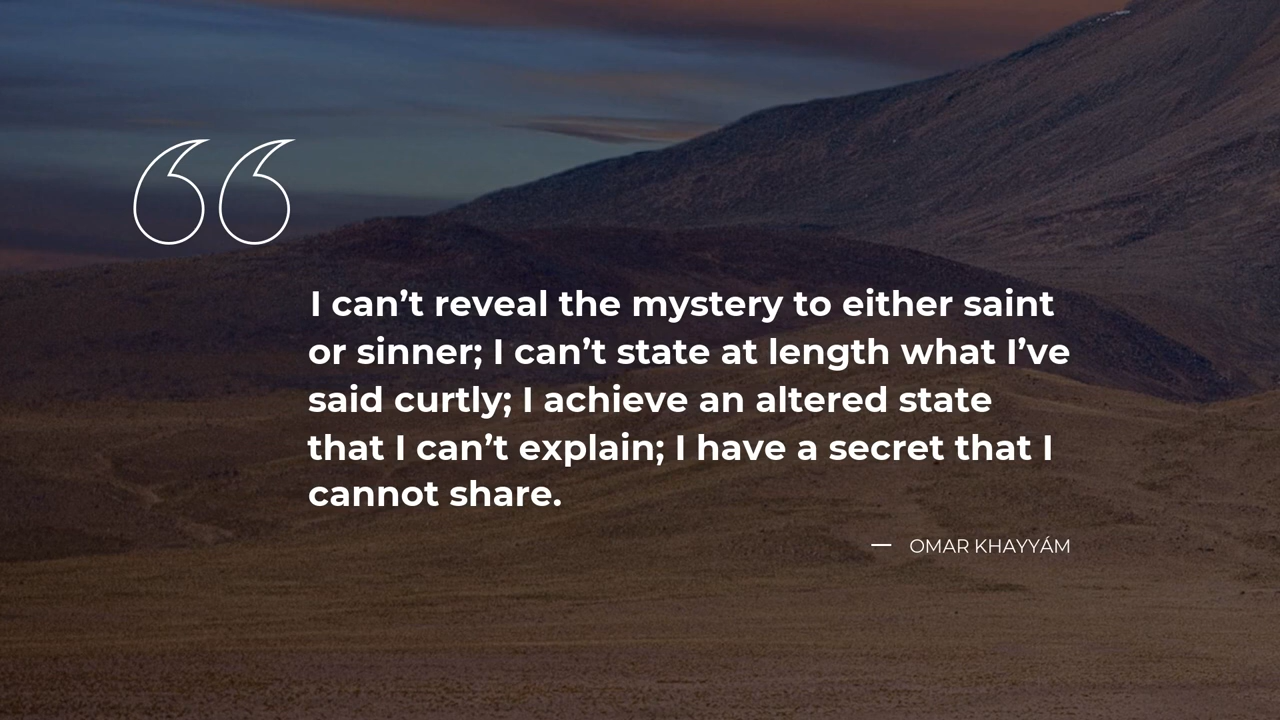 “
I can’t reveal the mystery to either saint
or sinner; I can’t state at length what I’ve
said curtly; I achieve an altered state
that I can’t explain; I have a secret that I
cannot share.
— OMAR KHAYYÁM